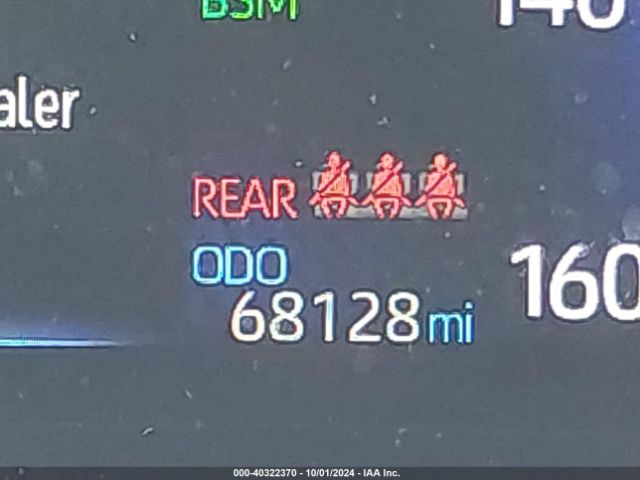 BSM
140
aler
REAR
ODO
68128 mi
160
000-40322370 - 10/01/2024 - IAA Inc.